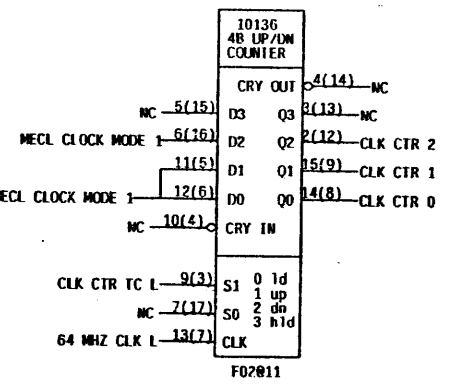 10136
4B UP/DN
COUNTER
CRY OUT 4(14) NC
NC 5(15) D3 Q3 3(13) NC
MECL CLOCK MODE 1 6(16) D2 Q2 2(12) CLK CTR 2
11(5) D1 Q1 15(9) CLK CTR 1
ECL CLOCK MODE 1 12(6) D0 Q0 14(8) CLK CTR 0
NC 10(4) CRY IN
CLK CTR TC L 9(3) S1 0 ld
1 up
NC 7(17) S0 2 dn
3 hld
64 MHZ CLK L 13(7) CLK
F02011